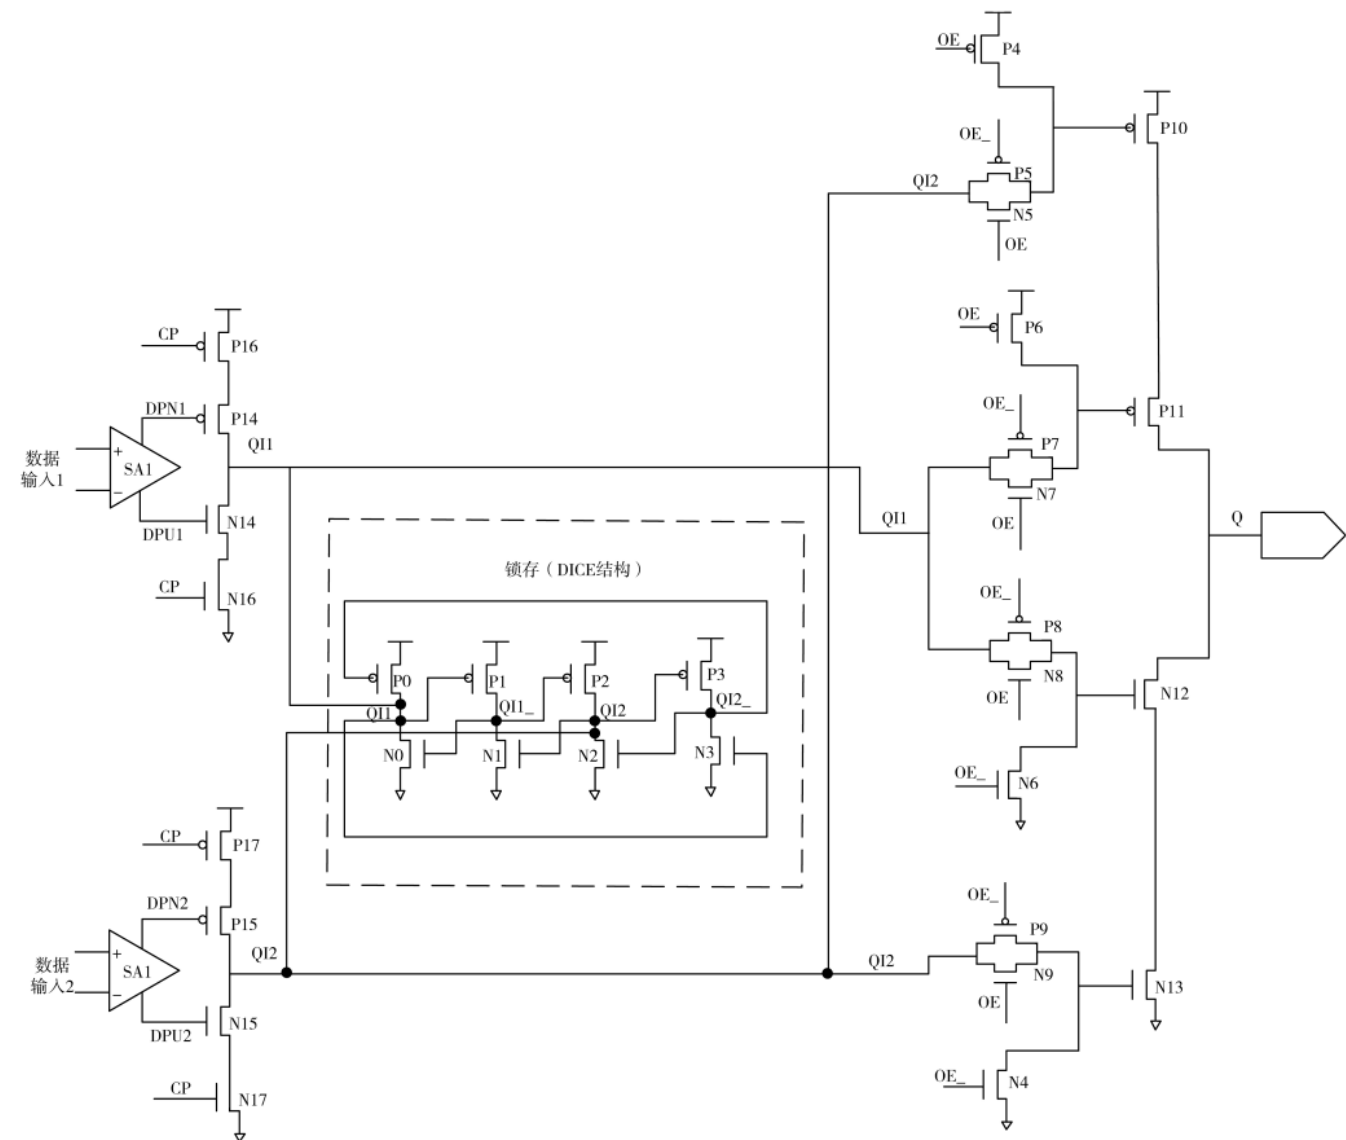 OE
P4
P10
OE_
P5
QI2
N5
OE
OE
P6
CP
P16
OE_
P11
DPN1
P14
P7
QI1
数据
输入1
+
SA1
−
N7
DPU1
N14
QI1
OE
Q
锁存（DICE结构）
CP
N16
OE_
P8
N8
OE
N12
P0
P1
P2
P3
QI1
QI1_
QI2
QI2_
N0
N1
N2
N3
OE_
N6
CP
P17
DPN2
P15
OE_
P9
QI2
数据
输入2
+
SA1
−
QI2
N9
OE
N13
DPU2
N15
CP
N17
OE_
N4